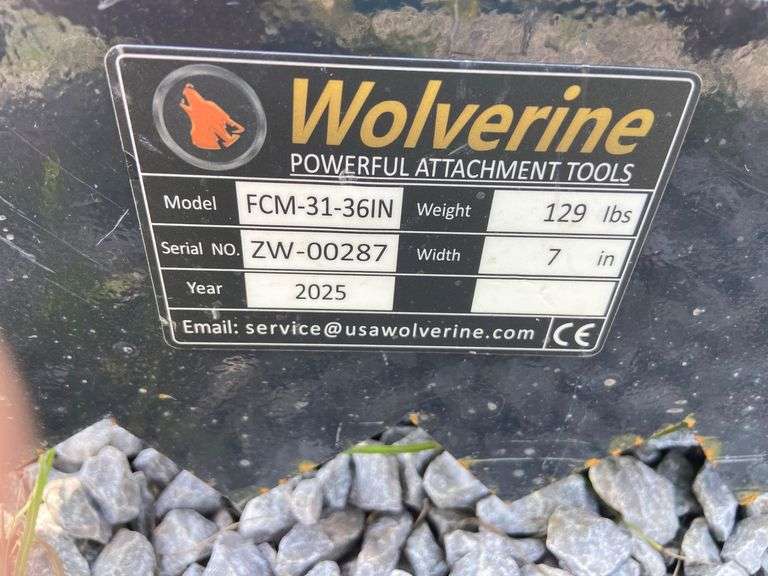 Wolverine
POWERFUL ATTACHMENT TOOLS
Model FCM-31-36IN Weight 129 lbs
Serial NO. ZW-00287 Width 7 in
Year 2025
Email: service@usawolverine.com CE